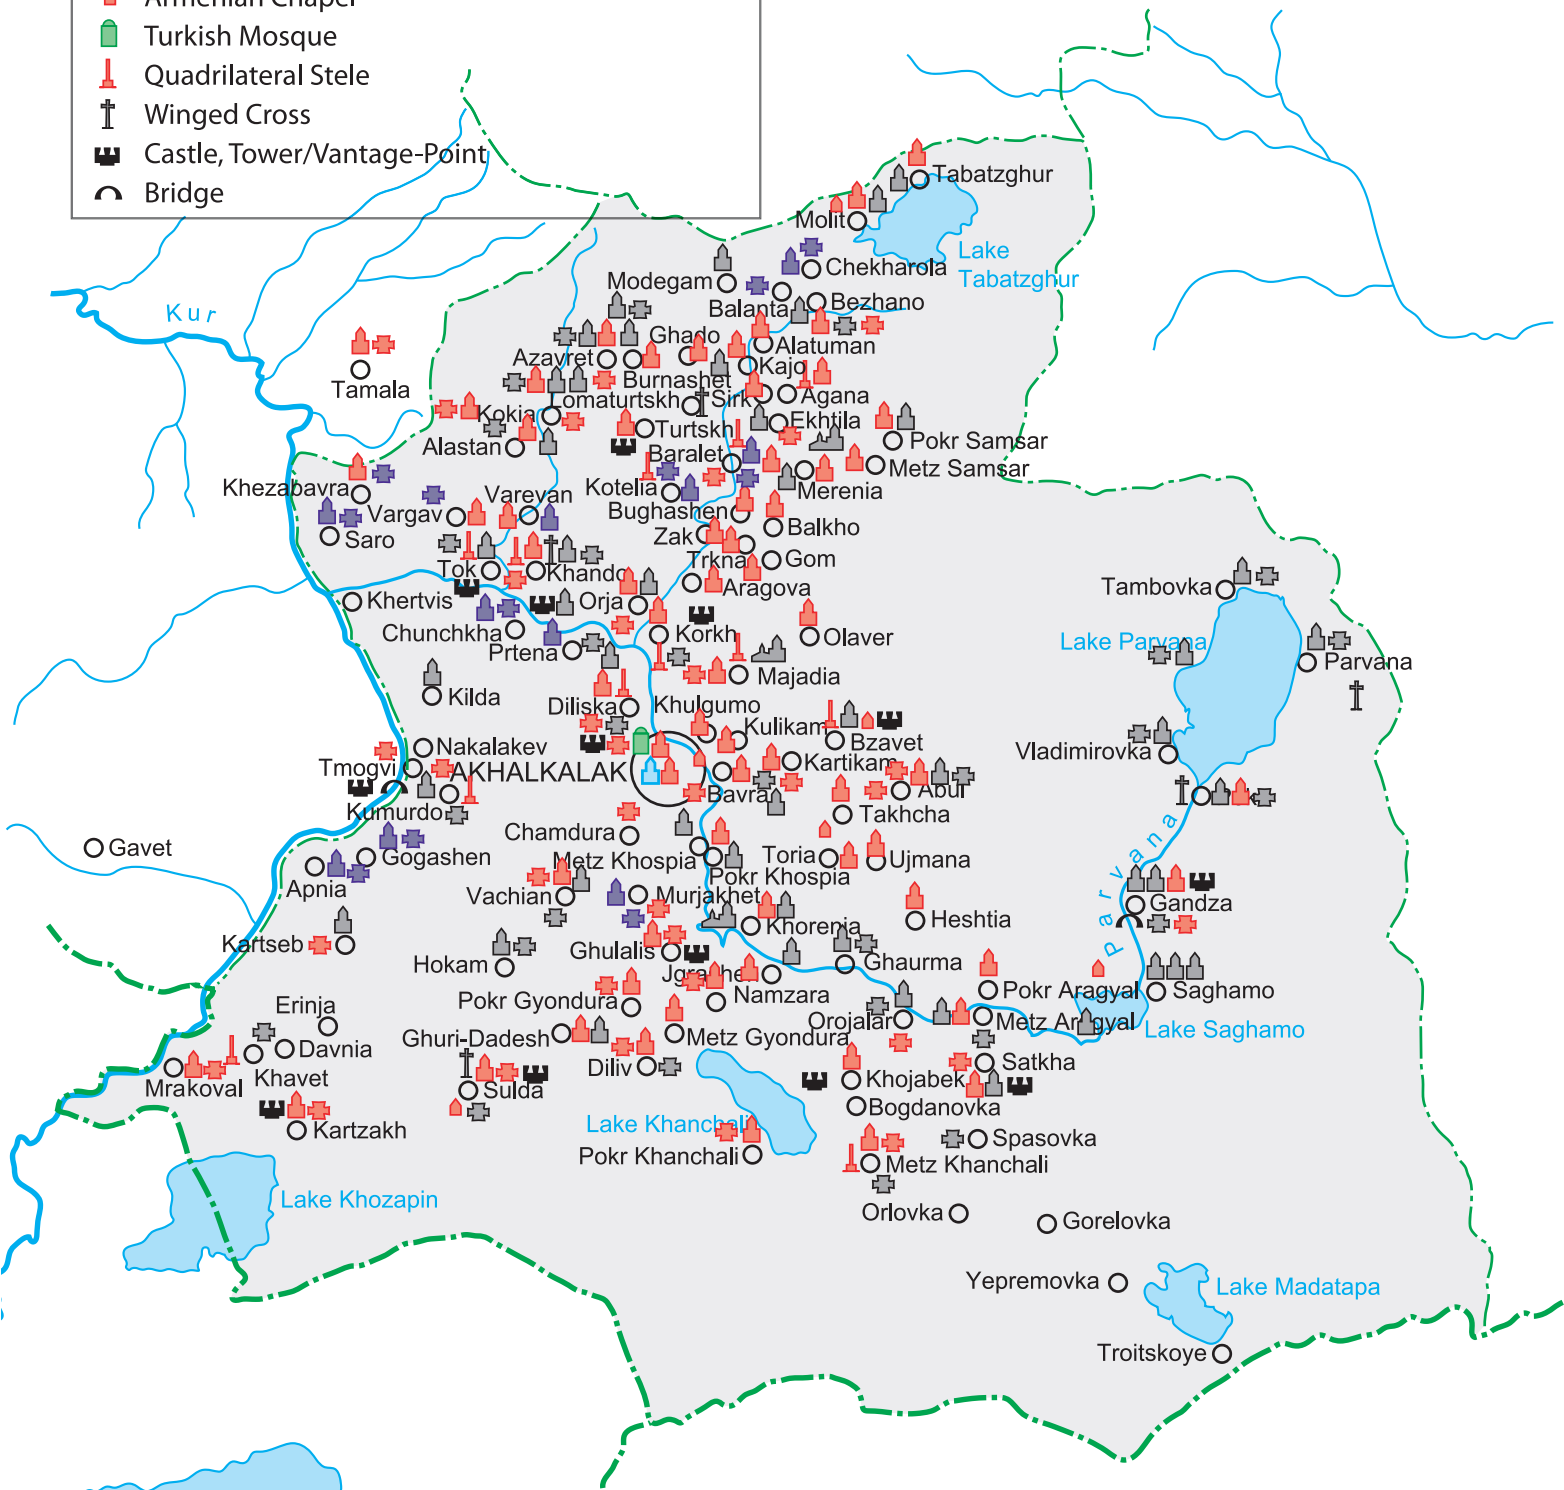 Armenian Chapel
Turkish Mosque
Quadrilateral Stele
Winged Cross
Castle, Tower/Vantage-Point
Bridge
Tabatzghur
Molit
Lake
Tabatzghur
Chekharola
Modegam
Balanta
Bezhano
Kur
Ghado
Alatuman
Azavret
Kajo
Tamala
Burnashet
Lomaturtskh
Sirk
Agana
Kokia
Ekhtila
Turtskh
Pokr Samsar
Alastan
Baralet
Metz Samsar
Khezabavra
Kotelia
Merenia
Varevan
Vargav
Bughashen
Balkho
Saro
Zak
Trkna
Gom
Tok
Khando
Aragova
Tambovka
Khertvis
Orja
Chunchkha
Korkh
Olaver
Lake Parvana
Prtena
Parvana
Majadia
Kilda
Diliska
Khulgumo
Kulikam
Bzavet
Nakalakev
Vladimirovka
Tmogvi
AKHALKALAK
Kartikam
Abul
Bavra
Kumurdo
Takhcha
Chamdura
Parvana
Gavet
Gogashen
Metz Khospia
Toria
Ujmana
Apnia
Pokr Khospia
Vachian
Murjakhet
Gandza
Heshtia
Khorenia
Kartseb
Ghulalis
Hokam
Ghaurma
Namzara
Pokr Aragyal
Saghamo
Pokr Gyondura
Erinja
Orojalar
Metz Aragyal
Lake Saghamo
Ghuri-Dadesh
Metz Gyondura
Davnia
Satkha
Diliv
Khavet
Mrakoval
Khojabek
Sulda
Bogdanovka
Lake Khanchali
Kartzakh
Spasovka
Pokr Khanchali
Metz Khanchali
Lake Khozapin
Orlovka
Gorelovka
Yepremovka
Lake Madatapa
Troitskoye